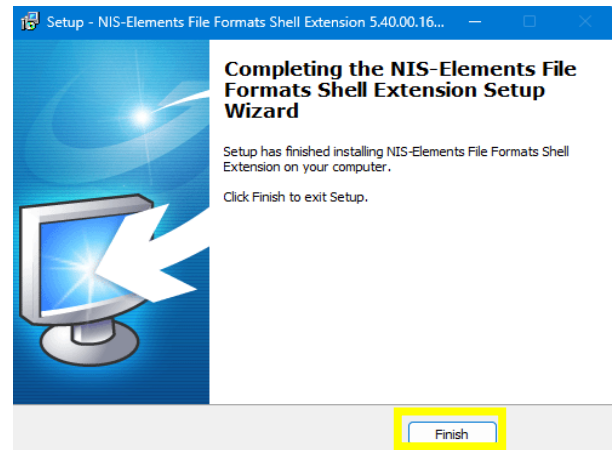 Setup - NIS-Elements File Formats Shell Extension 5.40.00.16...
Completing the NIS-Elements File
Formats Shell Extension Setup
Wizard
Setup has finished installing NIS-Elements File Formats Shell
Extension on your computer.
Click Finish to exit Setup.
Finish